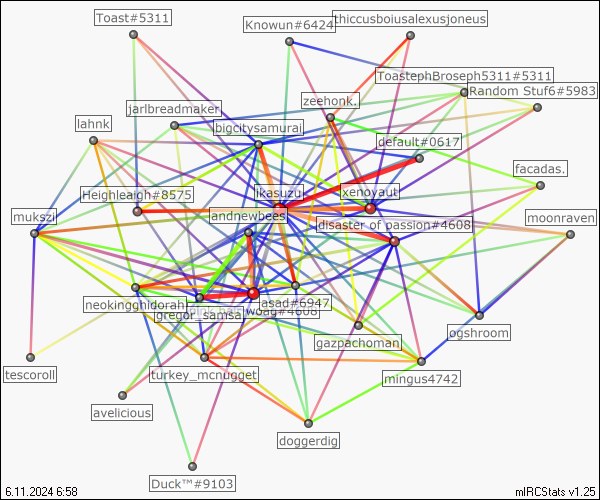 Toast#5311
Knowun#6424
thiccusboiusalexusjoneus
ToastephBroseph5311#5311
Random Stuf6#5983
zeehonk.
jarlbreadmaker.
lahnk
bigcitysamurai
default#0617
facadas.
Heighleaigh#8575
ikasuzu
xenoyaut
mukszi
andnewbees
disaster of passion#4608
moonraven
neokingghidorah
asad#6947
gregor_samsa
woag#4608
ogshroom
gazpachoman
tescoroll
turkey_mcnugget
mingus4742
avelicious
doggerdig
Duck™#9103
6.11.2024 6:58
mIRCStats v1.25